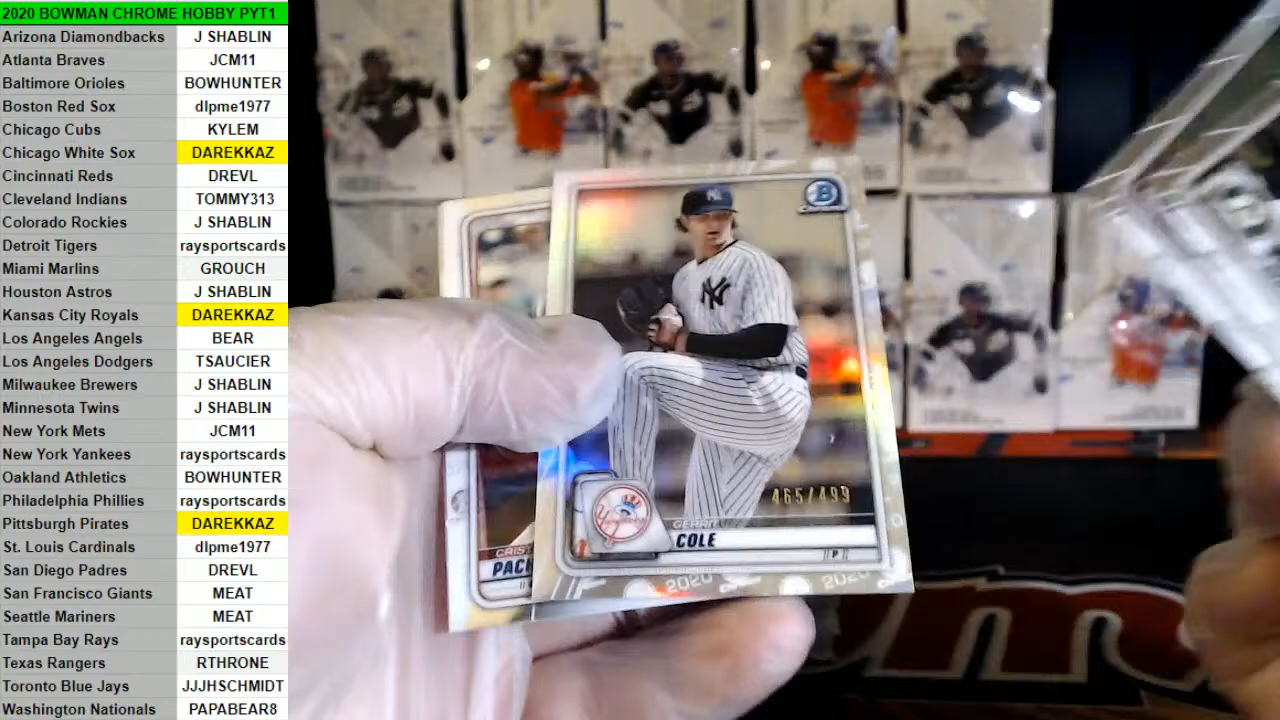 2020 BOWMAN CHROME HOBBY PYT1
Arizona Diamondbacks J SHABLIN
Atlanta Braves JCM11
Baltimore Orioles BOWHUNTER
Boston Red Sox dlpme1977
Chicago Cubs KYLEM
Chicago White Sox DAREKKAZ
Cincinnati Reds DREVL
Cleveland Indians TOMMY313
Colorado Rockies J SHABLIN
Detroit Tigers raysportscards
Miami Marlins GROUCH
Houston Astros J SHABLIN
Kansas City Royals DAREKKAZ
Los Angeles Angels BEAR
Los Angeles Dodgers TSAUCIER
Milwaukee Brewers J SHABLIN
Minnesota Twins J SHABLIN
New York Mets JCM11
New York Yankees raysportscards
Oakland Athletics BOWHUNTER
Philadelphia Phillies raysportscards
Pittsburgh Pirates DAREKKAZ
St. Louis Cardinals dlpme1977
San Diego Padres DREVL
San Francisco Giants MEAT
Seattle Mariners MEAT
Tampa Bay Rays raysportscards
Texas Rangers RTHRONE
Toronto Blue Jays JJJHSCHMIDT
Washington Nationals PAPABEAR8
B
NY
NY
465/499
GERRIT
COLE
P
2020
2020
CRIS
PACH